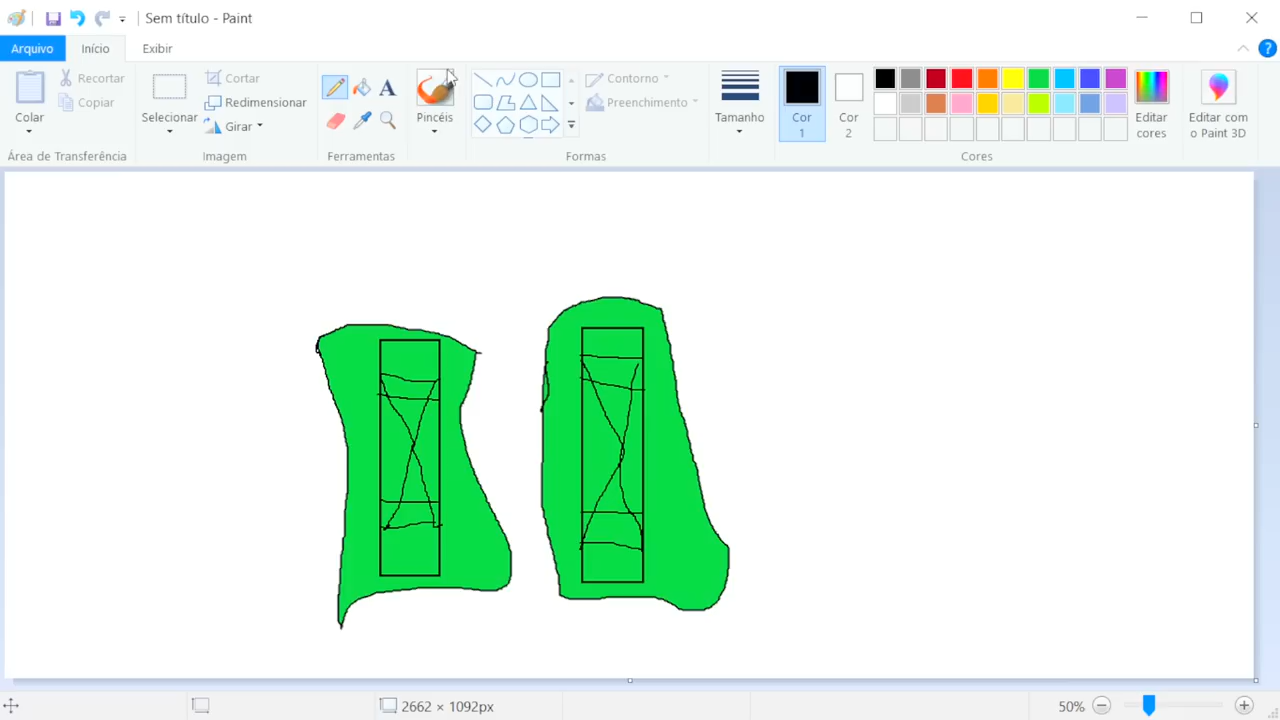 Sem título - Paint
Arquivo Início Exibir
Colar
Recortar
Copiar
Área de Transferência
Selecionar
Cortar
Redimensionar
Girar
Imagem
A
Ferramentas
Pincéis
Contorno
Preenchimento
Formas
Tamanho
Cor
1
Cor
2
Editar
cores
Cores
Editar com
o Paint 3D
?
2662 × 1092px
50%